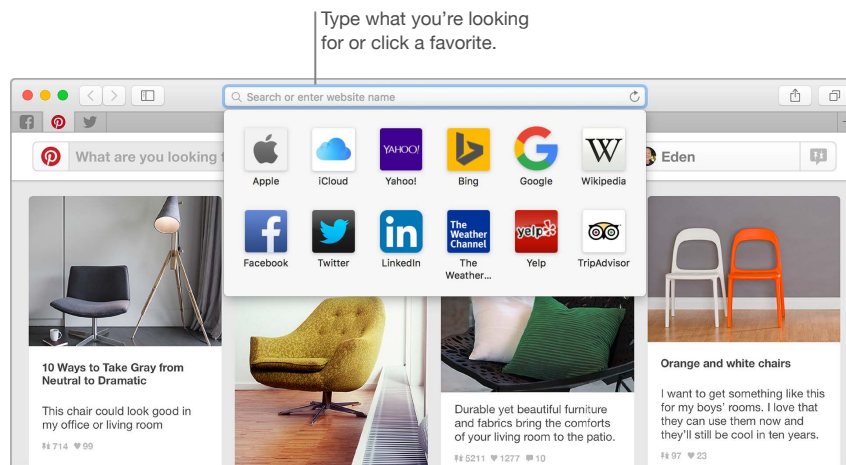 Type what you’re looking
for or click a favorite.
Search or enter website name
What are you looking
Eden
YAHOO!
W
Apple
iCloud
Yahoo!
Bing
Google
Wikipedia
f
in
The
Weather
Channel
yelp
Facebook
Twitter
LinkedIn
The
Weather...
Yelp
TripAdvisor
10 Ways to Take Gray from
Neutral to Dramatic
This chair could look good in
my office or living room
714 99
Durable yet beautiful furniture
and fabrics bring the comforts
of your living room to the patio.
5211 1277 10
Orange and white chairs
I want to get something like this
for my boys’ rooms. I love that
they can use them now and
they’ll still be cool in ten years.
97 23